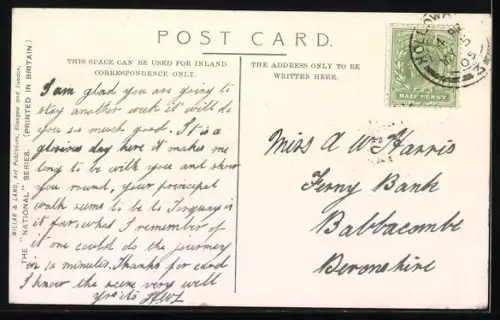 POST CARD.
THIS SPACE CAN BE USED FOR INLAND
CORRESPONDENCE ONLY.
THE ADDRESS ONLY TO BE
WRITTEN HERE.
MILLAR & LANG, Art Publishers, Glasgow and London.
THE "NATIONAL" SERIES. (PRINTED IN BRITAIN.)
I am glad you are going to
stay another week it will do
you so much good. It is a
glorious day here it makes me
long to be with you and show
you round, your principal
walk seems to be to Torquay is
it far, what I remember of
it one could do the journey
in 10 minutes. Thanks for card
I know the scene very well
HOLLOWAY
HALF PENNY
Miss A W Harris
Ferny Bank
Babbacombe
Devonshire